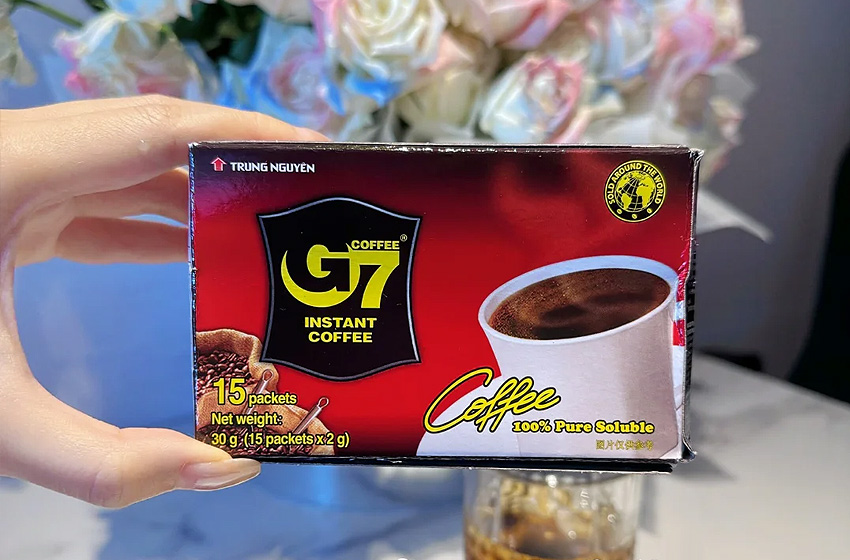 TRUNG NGUYÊN
SOLD AROUND THE WORLD
COFFEE®
G7
INSTANT
COFFEE
15 packets
Net weight:
30 g (15 packets x 2 g)
Coffee
100% Pure Soluble
图片仅供参考